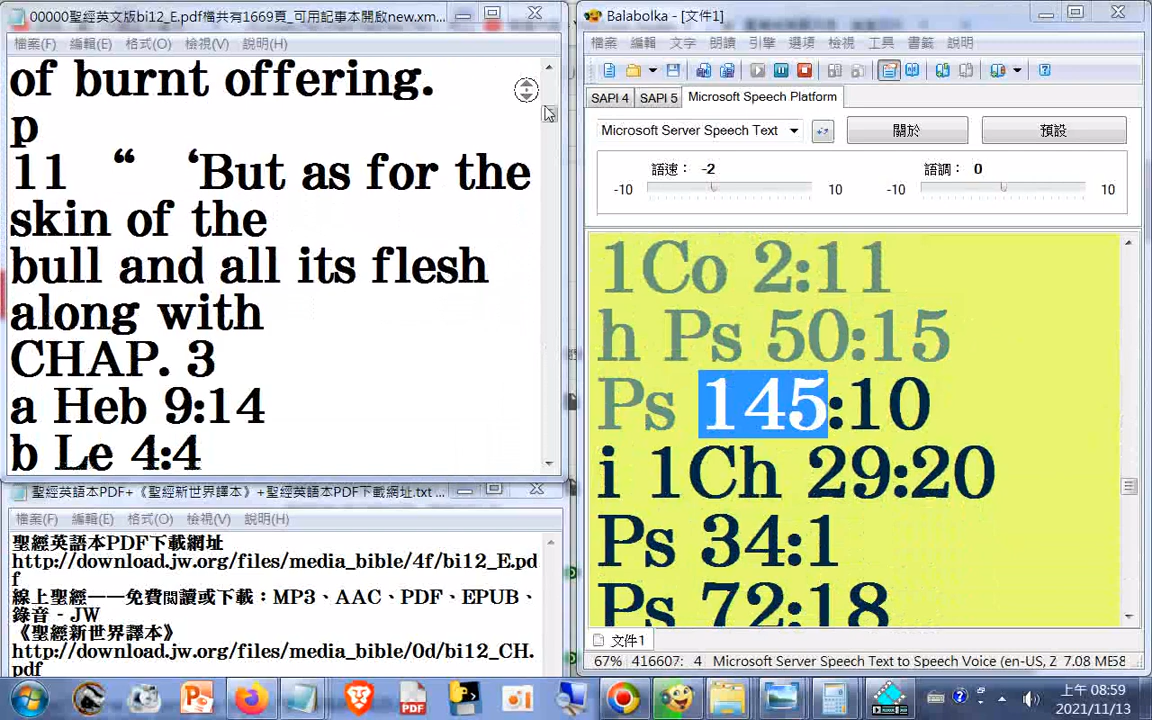 00000聖經英文版bi12_E.pdf檔共有1669頁_可用記事本開啟new.xm...
檔案(F) 編輯(E) 格式(O) 檢視(V) 說明(H)
of burnt offering.
p
11 “ ‘But as for the
skin of the
bull and all its flesh
along with
CHAP. 3
a Heb 9:14
b Le 4:4
聖經英語本PDF+《聖經新世界譯本》+聖經英語本PDF下載網址.txt ...
檔案(F) 編輯(E) 格式(O) 檢視(V) 說明(H)
聖經英語本PDF下載網址
http://download.jw.org/files/media_bible/4f/bi12_E.pd
f
線上聖經——免費閱讀或下載：MP3、AAC、PDF、EPUB、
錄音 - JW
《聖經新世界譯本》
http://download.jw.org/files/media_bible/0d/bi12_CH.
pdf
Balabolka - [文件1]
檔案 編輯 文字 朗讀 引擎 選項 檢視 工具 書籤 說明
SAPI 4 SAPI 5 Microsoft Speech Platform
Microsoft Server Speech Text 關於 預設
語速： -2 語調： 0
-10 10 -10 10
1Co 2:11
h Ps 50:15
Ps 145:10
i 1Ch 29:20
Ps 34:1
Ps 72:18
文件1
67% 416607: 4 Microsoft Server Speech Text to Speech Voice (en-US, Z 7.08 MB
上午 08:59
2021/11/13